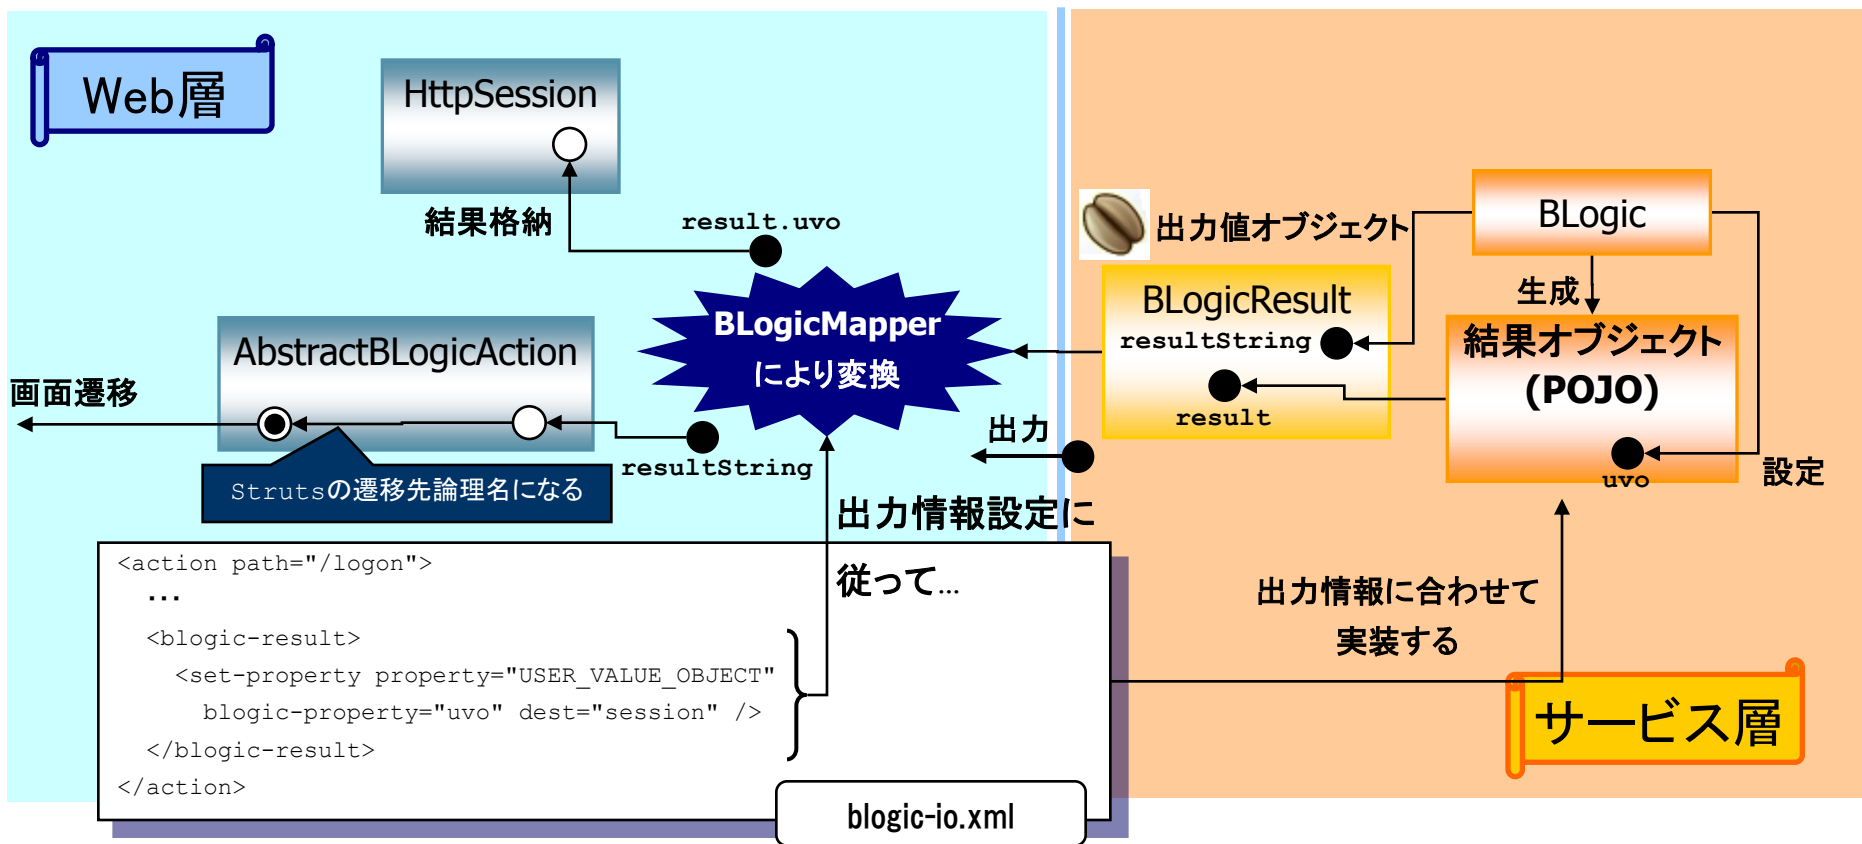 Web層
HttpSession
結果格納
result.uvo
BLogicMapper
により変換
AbstractBLogicAction
画面遷移
resultString
Strutsの遷移先論理名になる
出力
出力情報設定に
従って…
出力値オブジェクト
BLogic
生成
BLogicResult
resultString
result
結果オブジェクト
(POJO)
uvo
設定
出力情報に合わせて
実装する
サービス層
<action path="/logon">
・・・
<blogic-result>
<set-property property="USER_VALUE_OBJECT"
blogic-property="uvo" dest="session" />
</blogic-result>
</action>
blogic-io.xml